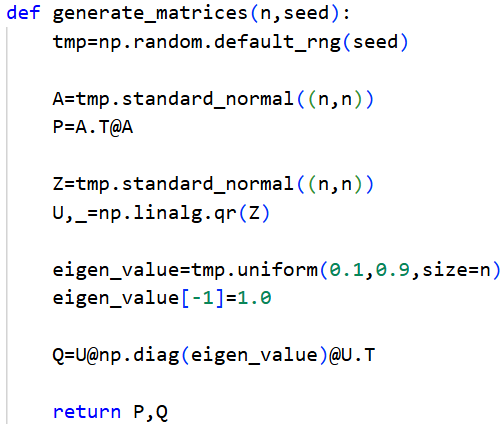 def generate_matrices(n,seed):
    tmp=np.random.default_rng(seed)

    A=tmp.standard_normal((n,n))
    P=A.T@A

    Z=tmp.standard_normal((n,n))
    U,_=np.linalg.qr(Z)

    eigen_value=tmp.uniform(0.1,0.9,size=n)
    eigen_value[-1]=1.0

    Q=U@np.diag(eigen_value)@U.T

    return P,Q